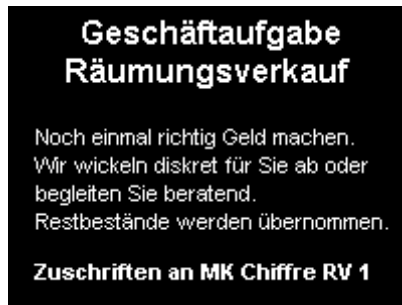 Geschäftaufgabe
Räumungsverkauf
Noch einmal richtig Geld machen.
Wir wickeln diskret für Sie ab oder
begleiten Sie beratend.
Restbestände werden übernommen.
Zuschriften an MK Chiffre RV 1